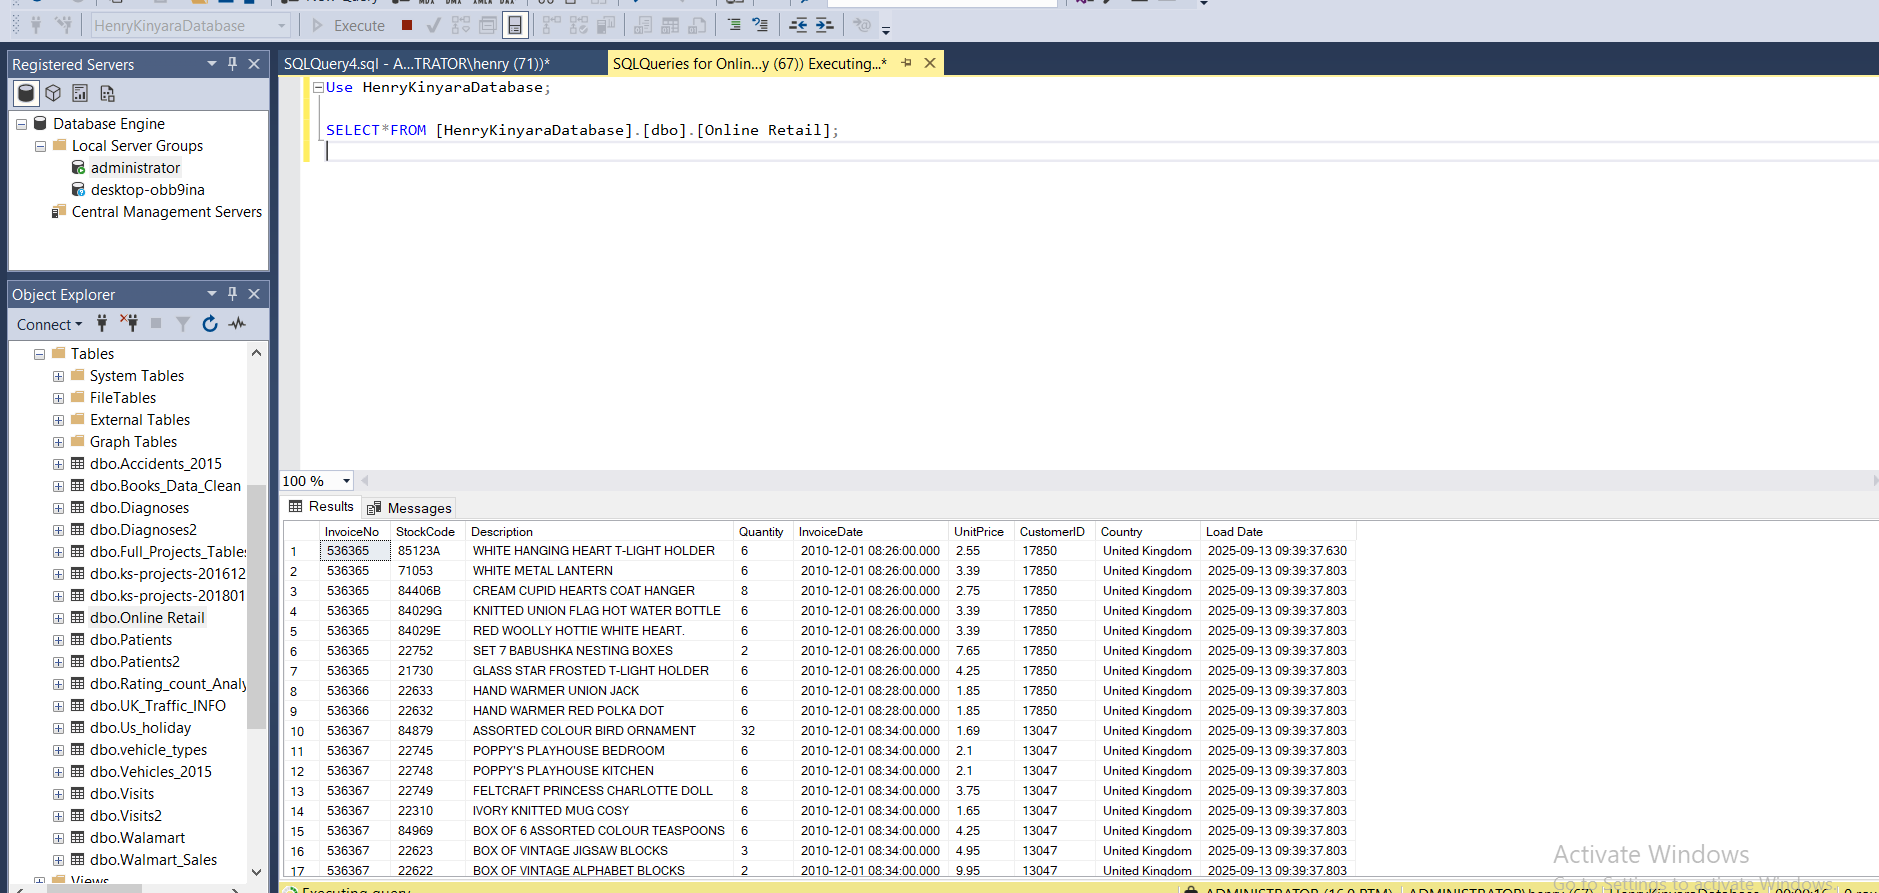 HenryKinyaraDatabase
Execute
Registered Servers
SQLQuery4.sql - A...TRATOR\henry (71))*
SQLQueries for Onlin...y (67)) Executing...*
Database Engine
Local Server Groups
administrator
desktop-obb9ina
Central Management Servers
Use HenryKinyaraDatabase;
SELECT*FROM [HenryKinyaraDatabase].[dbo].[Online Retail];
Object Explorer
Connect
Tables
System Tables
FileTables
External Tables
Graph Tables
dbo.Accidents_2015
dbo.Books_Data_Clean
dbo.Diagnoses
dbo.Diagnoses2
dbo.Full_Projects_Table
dbo.ks-projects-201612
dbo.ks-projects-201801
dbo.Online Retail
dbo.Patients
dbo.Patients2
dbo.Rating_count_Analy
dbo.UK_Traffic_INFO
dbo.Us_holiday
dbo.vehicle_types
dbo.Vehicles_2015
dbo.Visits
dbo.Visits2
dbo.Walamart
dbo.Walmart_Sales
Views
100 %
Results Messages
InvoiceNo StockCode Description Quantity InvoiceDate UnitPrice CustomerID Country Load Date
1 536365 85123A WHITE HANGING HEART T-LIGHT HOLDER 6 2010-12-01 08:26:00.000 2.55 17850 United Kingdom 2025-09-13 09:39:37.630
2 536365 71053 WHITE METAL LANTERN 6 2010-12-01 08:26:00.000 3.39 17850 United Kingdom 2025-09-13 09:39:37.803
3 536365 84406B CREAM CUPID HEARTS COAT HANGER 8 2010-12-01 08:26:00.000 2.75 17850 United Kingdom 2025-09-13 09:39:37.803
4 536365 84029G KNITTED UNION FLAG HOT WATER BOTTLE 6 2010-12-01 08:26:00.000 3.39 17850 United Kingdom 2025-09-13 09:39:37.803
5 536365 84029E RED WOOLLY HOTTIE WHITE HEART. 6 2010-12-01 08:26:00.000 3.39 17850 United Kingdom 2025-09-13 09:39:37.803
6 536365 22752 SET 7 BABUSHKA NESTING BOXES 2 2010-12-01 08:26:00.000 7.65 17850 United Kingdom 2025-09-13 09:39:37.803
7 536365 21730 GLASS STAR FROSTED T-LIGHT HOLDER 6 2010-12-01 08:26:00.000 4.25 17850 United Kingdom 2025-09-13 09:39:37.803
8 536366 22633 HAND WARMER UNION JACK 6 2010-12-01 08:28:00.000 1.85 17850 United Kingdom 2025-09-13 09:39:37.803
9 536366 22632 HAND WARMER RED POLKA DOT 6 2010-12-01 08:28:00.000 1.85 17850 United Kingdom 2025-09-13 09:39:37.803
10 536367 84879 ASSORTED COLOUR BIRD ORNAMENT 32 2010-12-01 08:34:00.000 1.69 13047 United Kingdom 2025-09-13 09:39:37.803
11 536367 22745 POPPY'S PLAYHOUSE BEDROOM 6 2010-12-01 08:34:00.000 2.1 13047 United Kingdom 2025-09-13 09:39:37.803
12 536367 22748 POPPY'S PLAYHOUSE KITCHEN 6 2010-12-01 08:34:00.000 2.1 13047 United Kingdom 2025-09-13 09:39:37.803
13 536367 22749 FELTCRAFT PRINCESS CHARLOTTE DOLL 8 2010-12-01 08:34:00.000 3.75 13047 United Kingdom 2025-09-13 09:39:37.803
14 536367 22310 IVORY KNITTED MUG COSY 6 2010-12-01 08:34:00.000 1.65 13047 United Kingdom 2025-09-13 09:39:37.803
15 536367 84969 BOX OF 6 ASSORTED COLOUR TEASPOONS 6 2010-12-01 08:34:00.000 4.25 13047 United Kingdom 2025-09-13 09:39:37.803
16 536367 22623 BOX OF VINTAGE JIGSAW BLOCKS 3 2010-12-01 08:34:00.000 4.95 13047 United Kingdom 2025-09-13 09:39:37.803
17 536367 22622 BOX OF VINTAGE ALPHABET BLOCKS 2 2010-12-01 08:34:00.000 9.95 13047 United Kingdom 2025-09-13 09:39:37.803
Activate Windows
Go to Settings to activate Windows.
Executing query
ADMINISTRATOR (16.0 RTM) ADMINISTRATOR\henry (67) HenryKinyaraDatabase